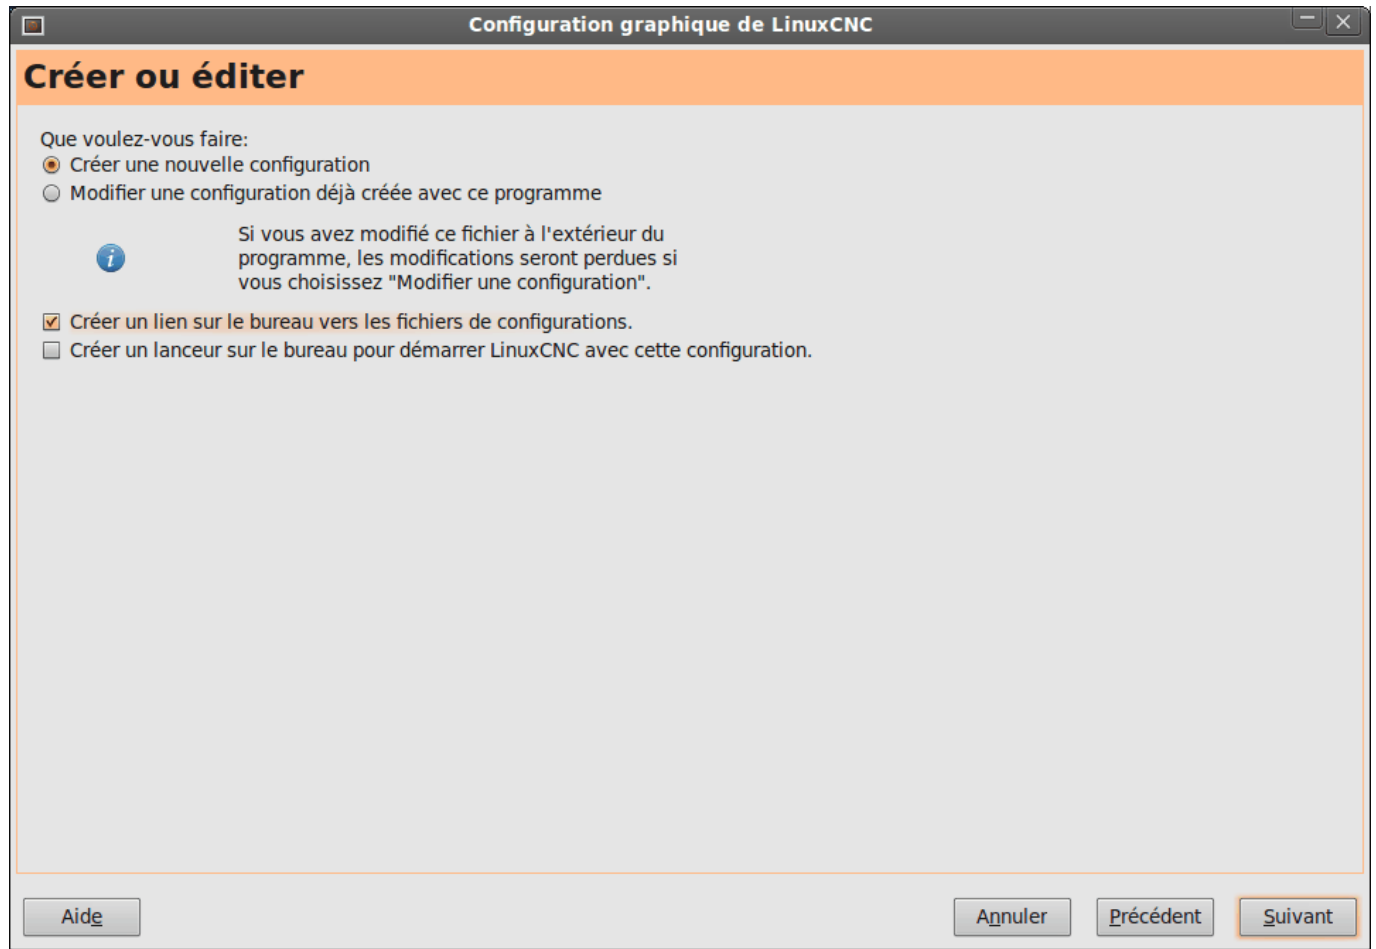 Configuration graphique de LinuxCNC
Créer ou éditer
Que voulez-vous faire:
Créer une nouvelle configuration
Modifier une configuration déjà créée avec ce programme
Si vous avez modifié ce fichier à l'extérieur du
programme, les modifications seront perdues si
vous choisissez "Modifier une configuration".
Créer un lien sur le bureau vers les fichiers de configurations.
Créer un lanceur sur le bureau pour démarrer LinuxCNC avec cette configuration.
Aide
Annuler
Précédent
Suivant